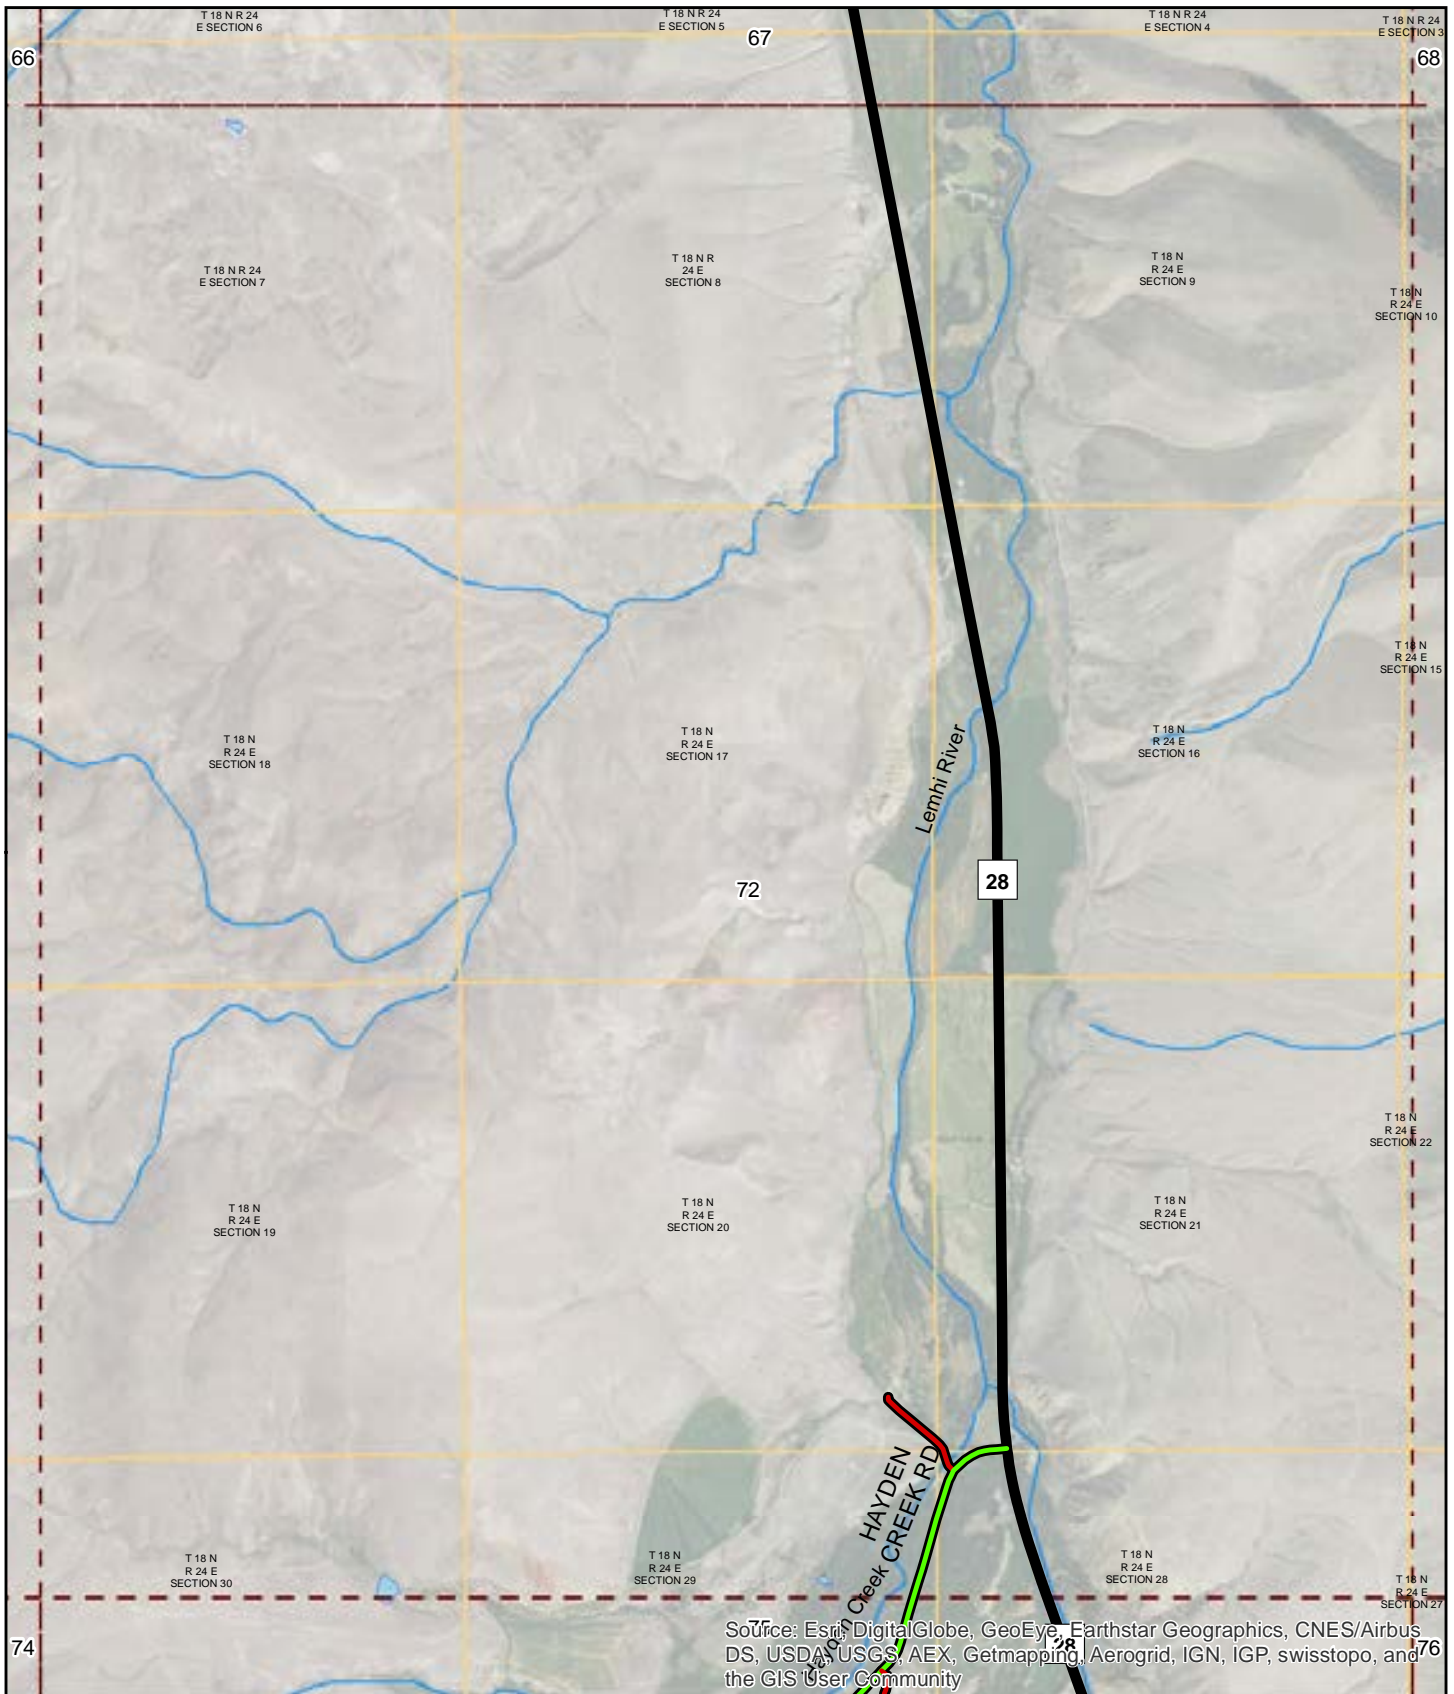 T 18 N R 24
E SECTION 6
T 18 N R 24
E SECTION 5
T 18 N R 24
E SECTION 4
T 18 N R 24
E SECTION 3
66
67
68
T 18 N R 24
E SECTION 7
T 18 N R
24 E
SECTION 8
T 18 N
R 24 E
SECTION 9
T 18 N
R 24 E
SECTION 10
T 18 N
R 24 E
SECTION 15
T 18 N
R 24 E
SECTION 18
T 18 N
R 24 E
SECTION 17
T 18 N
R 24 E
SECTION 16
Lemhi River
72
28
T 18 N
R 24 E
SECTION 22
T 18 N
R 24 E
SECTION 19
T 18 N
R 24 E
SECTION 20
T 18 N
R 24 E
SECTION 21
HAYDEN
CREEK RD
Hayden Creek
T 18 N
R 24 E
SECTION 30
T 18 N
R 24 E
SECTION 29
T 18 N
R 24 E
SECTION 28
T 18 N
R 24 E
SECTION 27
74
75
28
76
Source: Esri, DigitalGlobe, GeoEye, Earthstar Geographics, CNES/Airbus
DS, USDA, USGS, AEX, Getmapping, Aerogrid, IGN, IGP, swisstopo, and
the GIS User Community